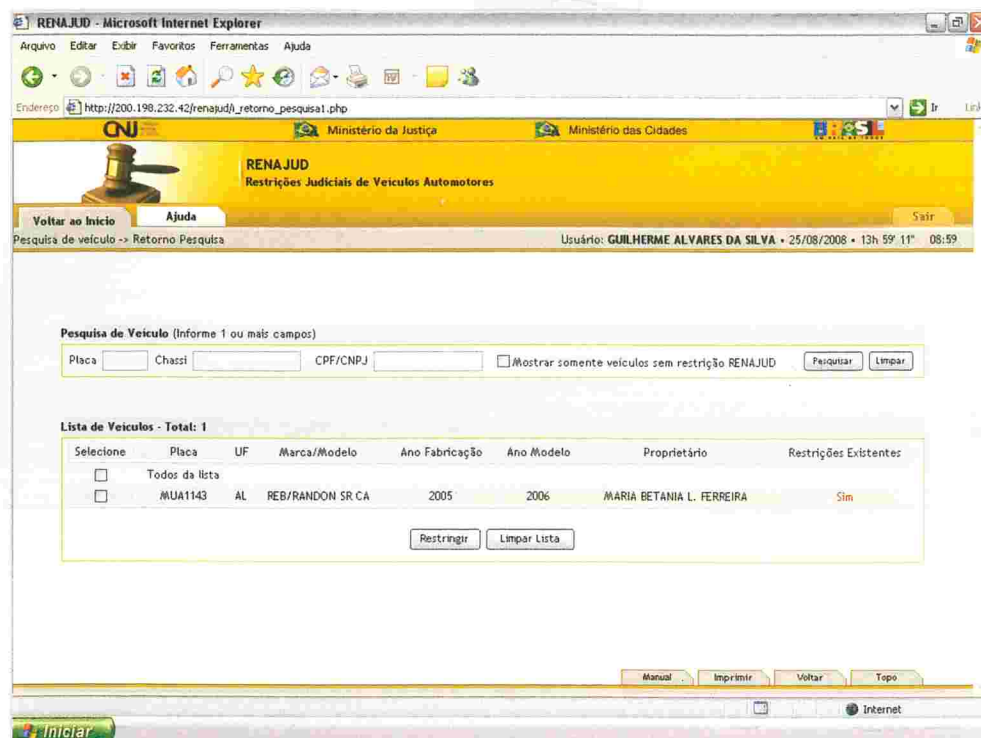 RENAJUD - Microsoft Internet Explorer
Arquivo Editar Exibir Favoritos Ferramentas Ajuda
Endereço http://200.198.232.42/renajud/i_retorno_pesquisa1.php Ir
CNJ Ministério da Justiça Ministério das Cidades
RENAJUD
Restrições Judiciais de Veículos Automotores
Voltar ao Início Ajuda Sair
Pesquisa de veículo -> Retorno Pesquisa Usuário: GUILHERME ALVARES DA SILVA • 25/08/2008 • 13h 59' 11" 08:59
Pesquisa de Veículo (Informe 1 ou mais campos)
Placa Chassi CPF/CNPJ Mostrar somente veículos sem restrição RENAJUD Pesquisar Limpar
Lista de Veículos - Total: 1
Selecione Placa UF Marca/Modelo Ano Fabricação Ano Modelo Proprietário Restrições Existentes
Todos da lista
MUA1143 AL REB/RANDON SR CA 2005 2006 MARIA BETANIA L. FERREIRA Sim
Restringir Limpar Lista
Manual Imprimir Voltar Topo
Internet
Iniciar